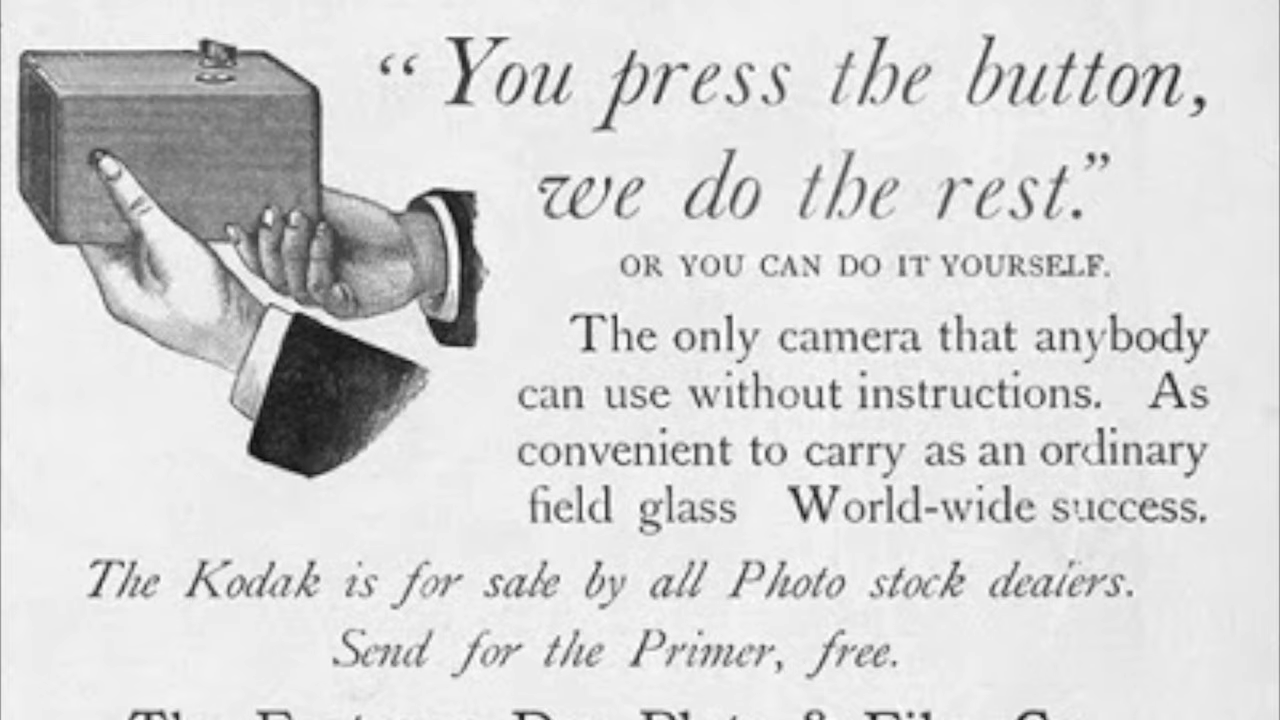 “You press the button,
we do the rest.”
OR YOU CAN DO IT YOURSELF.
The only camera that anybody
can use without instructions. As
convenient to carry as an ordinary
field glass World-wide success.
The Kodak is for sale by all Photo stock dealers.
Send for the Primer, free.